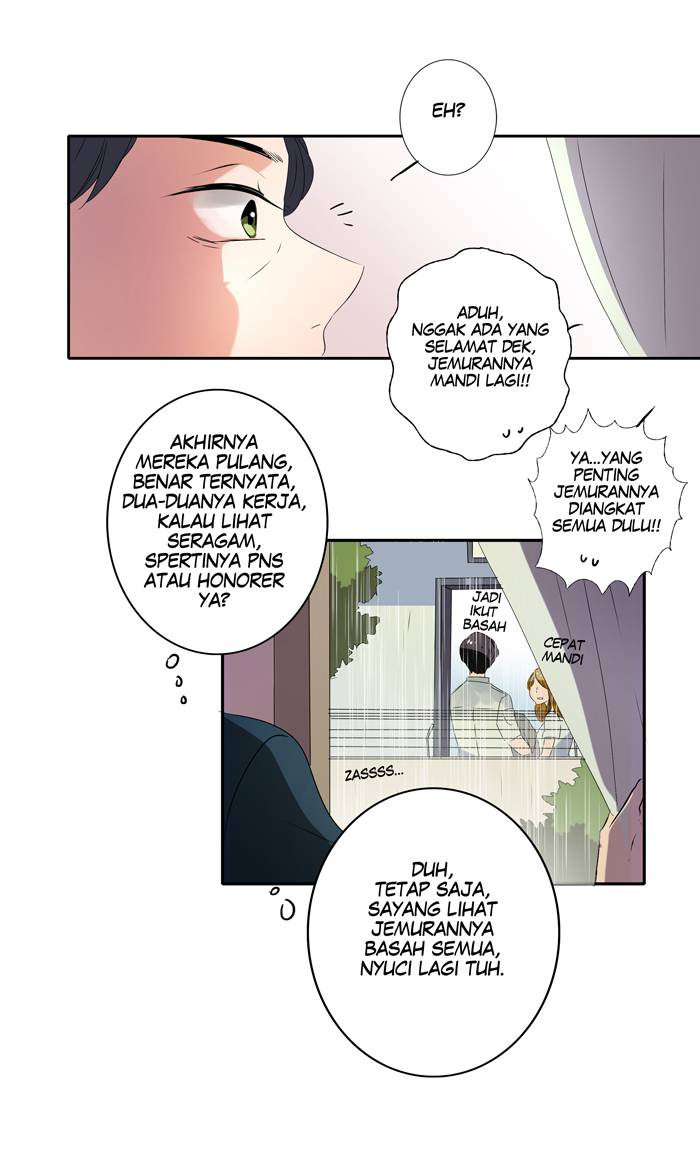 EH?
ADUH,
NGGAK ADA YANG
SELAMAT DEK,
JEMURANNYA
MANDI LAGI!!
YA...YANG
PENTING
JEMURANNYA
DIANGKAT
SEMUA DULU!!
AKHIRNYA
MEREKA PULANG,
BENAR TERNYATA,
DUA-DUANYA KERJA,
KALAU LIHAT
SERAGAM,
SPERTINYA PNS
ATAU HONORER
YA?
JADI
IKUT
BASAH
CEPAT
MANDI
ZASSSS...
DUH,
TETAP SAJA,
SAYANG LIHAT
JEMURANNYA
BASAH SEMUA,
NYUCI LAGI TUH.